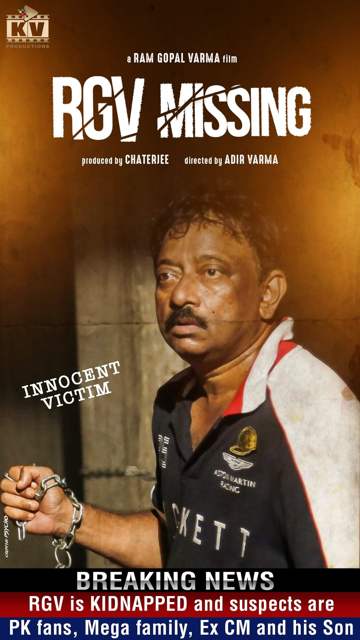 KV
PRODUCTIONS
a RAM GOPAL VARMA film
RGV MISSING
produced by CHATERJEE directed by ADIR VARMA
INNOCENT
VICTIM
ASTON MARTIN
RACING
CKETT
BREAKING NEWS
RGV is KIDNAPPED and suspects are
PK fans, Mega family, Ex CM and his Son